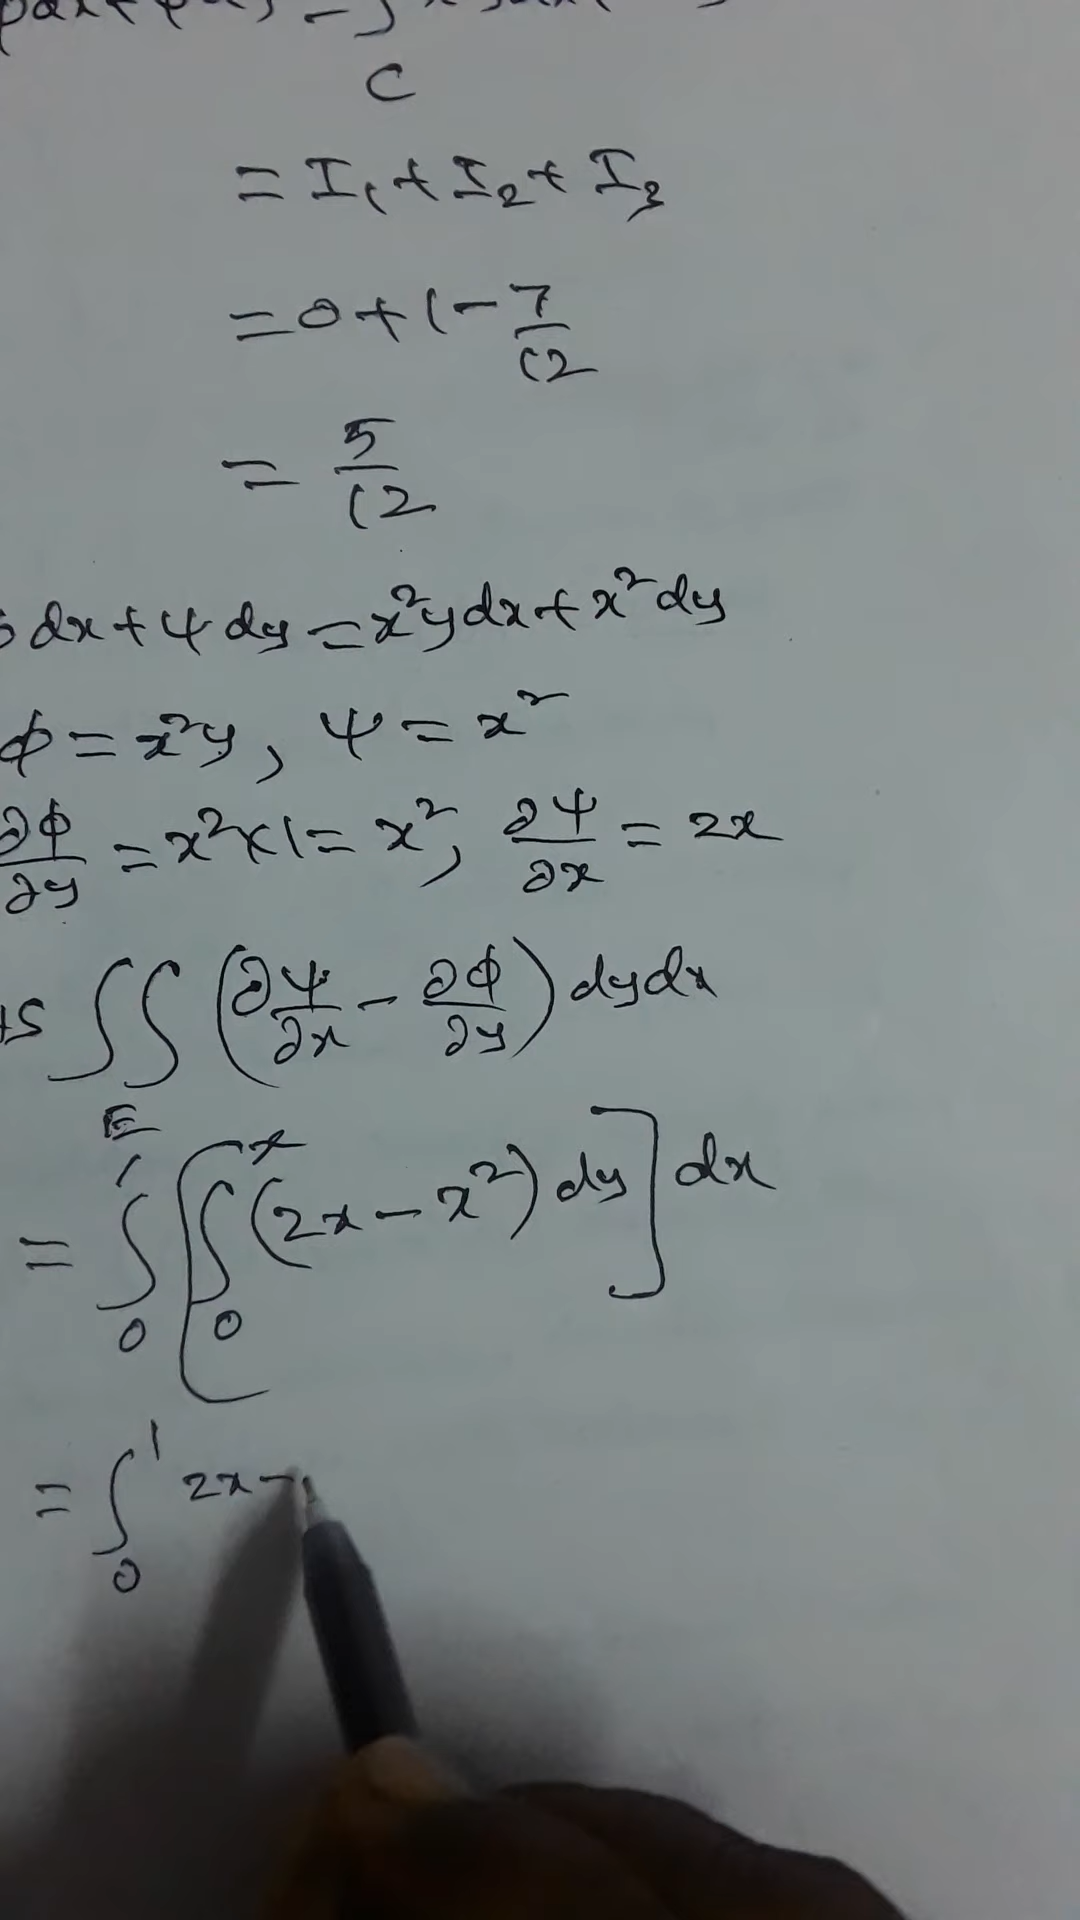 C
= I₁ + I₂ + I₃
= 0 + 1 - 7/12
= 5/12
dx + ψ dy = x²y dx + x² dy
ϕ = x²y, ψ = x²
∂ϕ/∂y = x² × 1 = x², ∂ψ/∂x = 2x
∫∫_E (∂ψ/∂x - ∂ϕ/∂y) dy dx
= ∫₀¹ [∫₀ˣ (2x - x²) dy] dx
= ∫₀¹ 2x -